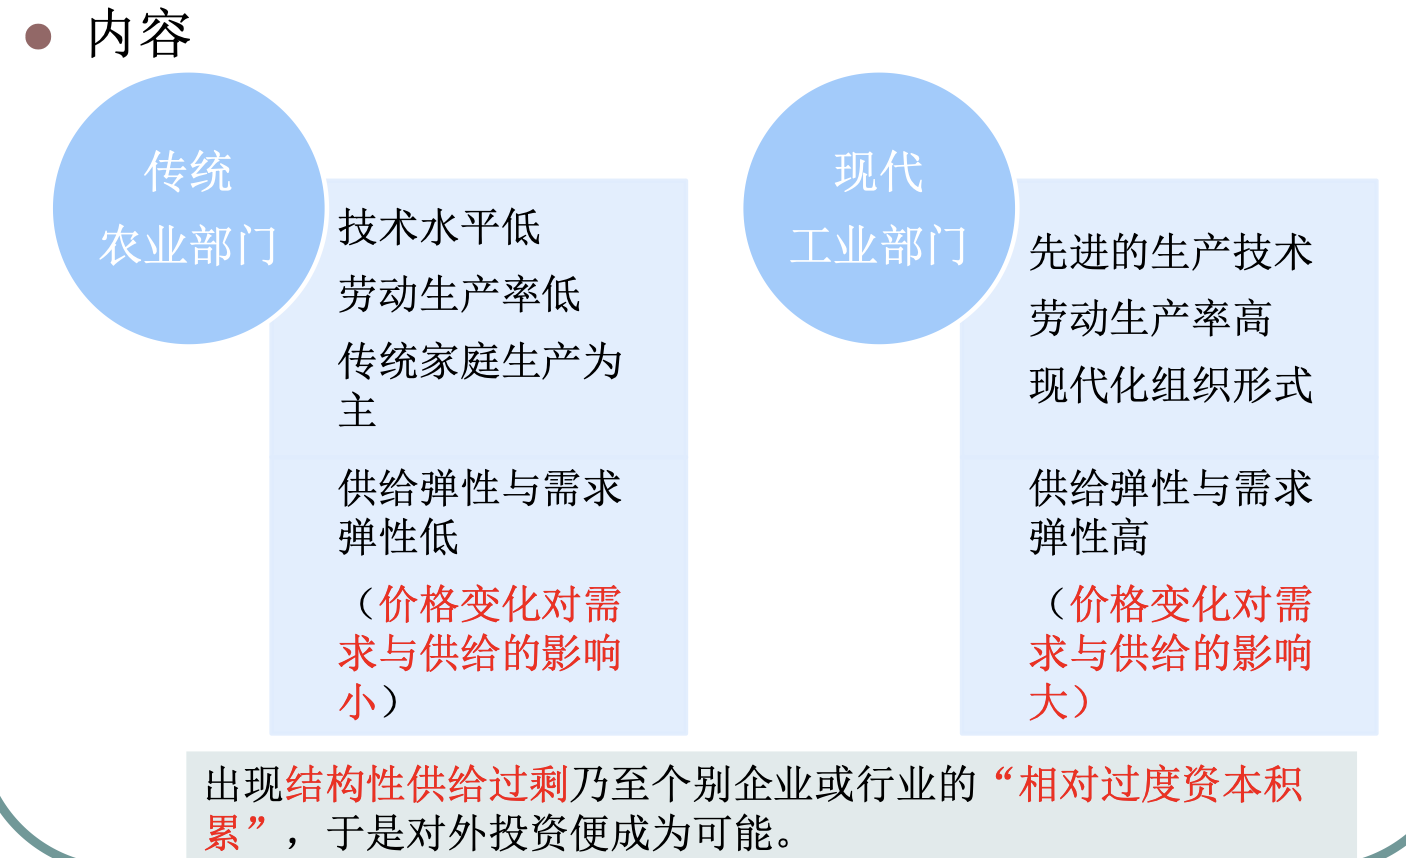 内容
传统
农业部门
技术水平低
劳动生产率低
传统家庭生产为
主
供给弹性与需求
弹性低
（价格变化对需
求与供给的影响
小）
现代
工业部门
先进的生产技术
劳动生产率高
现代化组织形式
供给弹性与需求
弹性高
（价格变化对需
求与供给的影响
大）
出现结构性供给过剩乃至个别企业或行业的“相对过度资本积
累”，于是对外投资便成为可能。